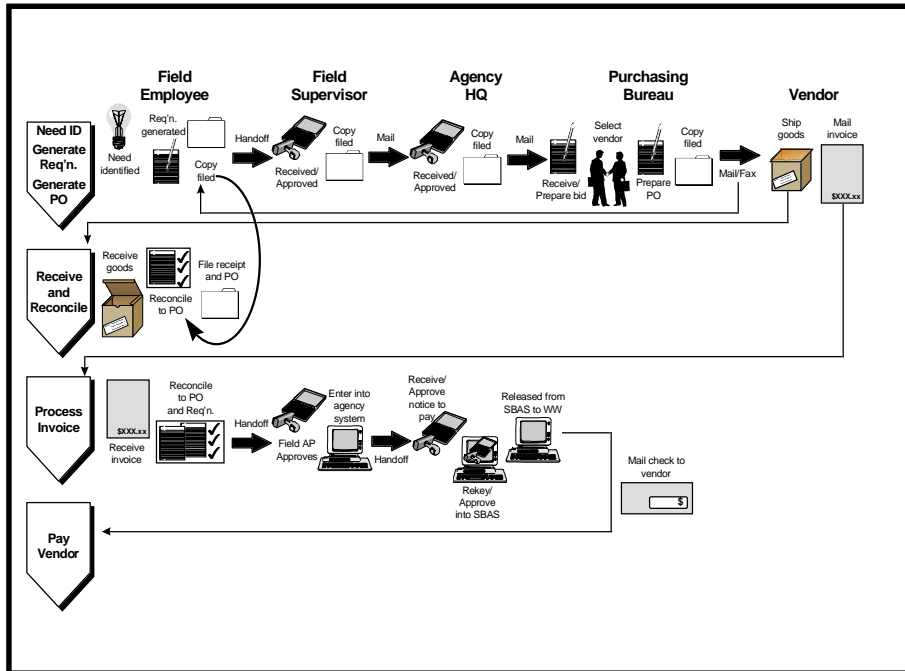 Field
Employee
Field
Supervisor
Agency
HQ
Purchasing
Bureau
Vendor
Need ID
Generate
Req'n.
Generate
PO
Need
identified
Req'n.
generated
Copy
filed
Handoff
Received/
Approved
Copy
filed
Mail
Received/
Approved
Copy
filed
Mail
Receive/
Prepare bid
Select
vendor
Prepare
PO
Copy
filed
Mail/Fax
Ship
goods
Mail
invoice
$XXX.xx
Receive
and
Reconcile
Receive
goods
Reconcile
to PO
File receipt
and PO
Process
Invoice
$XXX.xx
Receive
invoice
Reconcile
to PO
and Req'n.
Handoff
Field AP
Approves
Enter into
agency
system
Handoff
Receive/
Approve
notice to
pay
Rekey/
Approve
into SBAS
Released from
SBAS to WW
Mail check to
vendor
$
Pay
Vendor